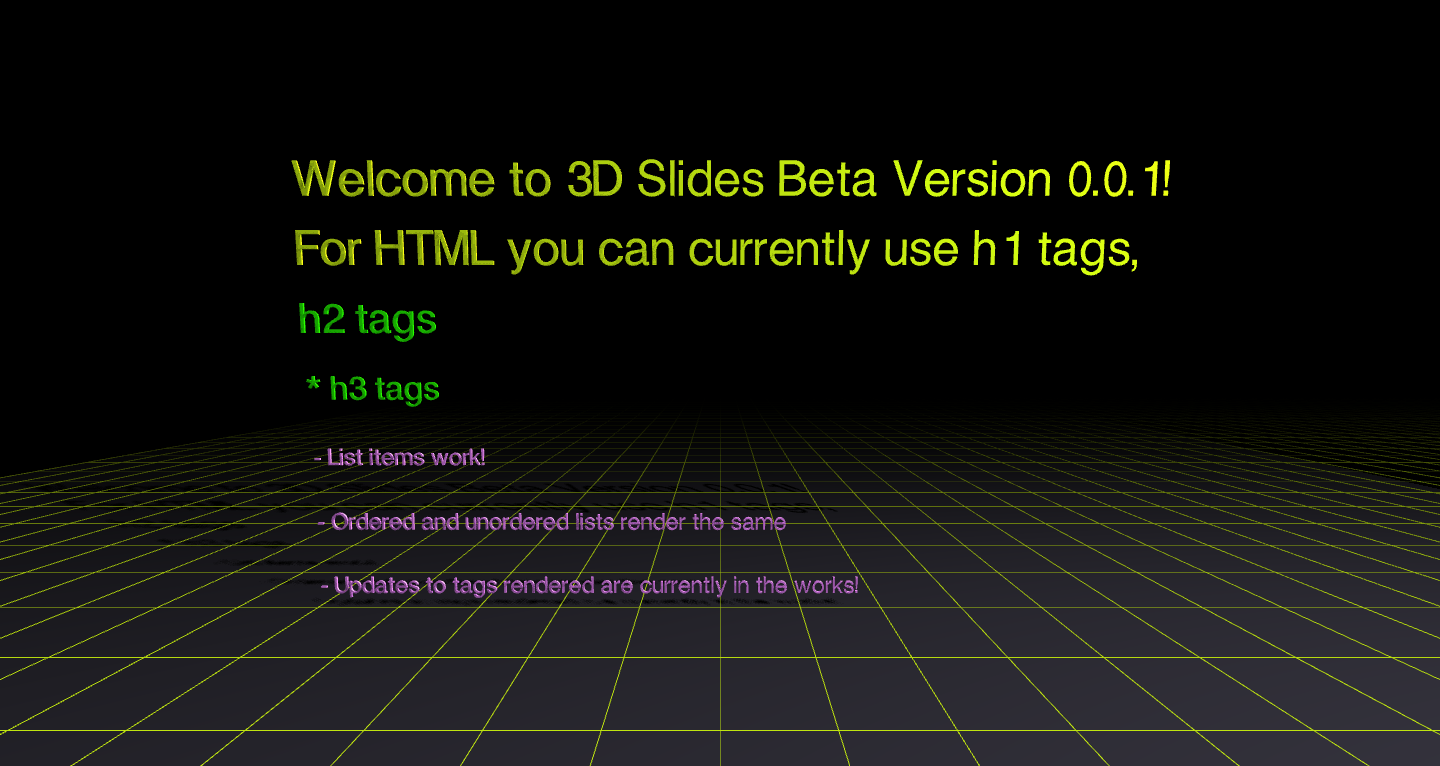 Welcome to 3D Slides Beta Version 0.0.1!
For HTML you can currently use h1 tags,
h2 tags
* h3 tags
- List items work!
- Ordered and unordered lists render the same
- Updates to tags rendered are currently in the works!